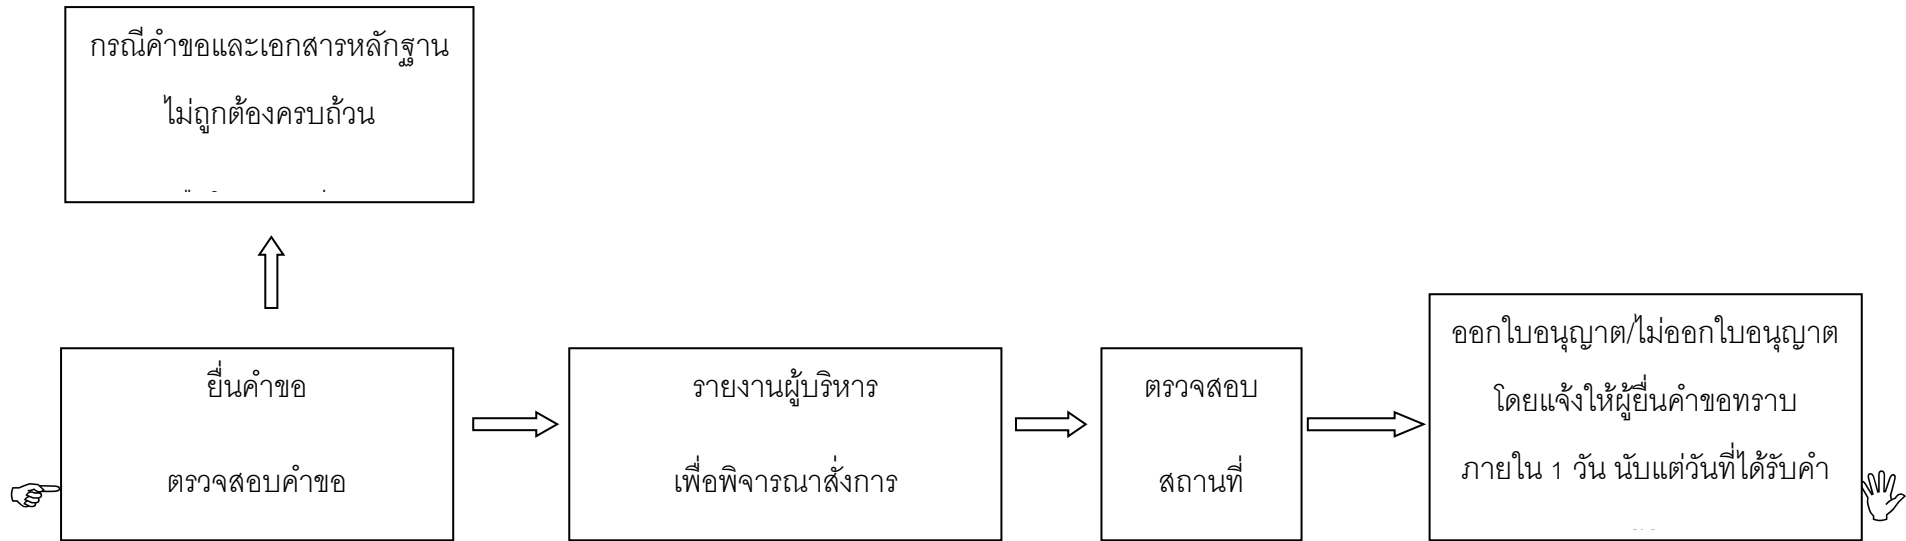 กรณีคำขอและเอกสารหลักฐาน
ไม่ถูกต้องครบถ้วน
ยื่นคำขอ
ตรวจสอบคำขอ
รายงานผู้บริหาร
เพื่อพิจารณาสั่งการ
ตรวจสอบ
สถานที่
ออกใบอนุญาต/ไม่ออกใบอนุญาต
โดยแจ้งให้ผู้ยื่นคำขอทราบ
ภายใน 1 วัน นับแต่วันที่ได้รับคำ